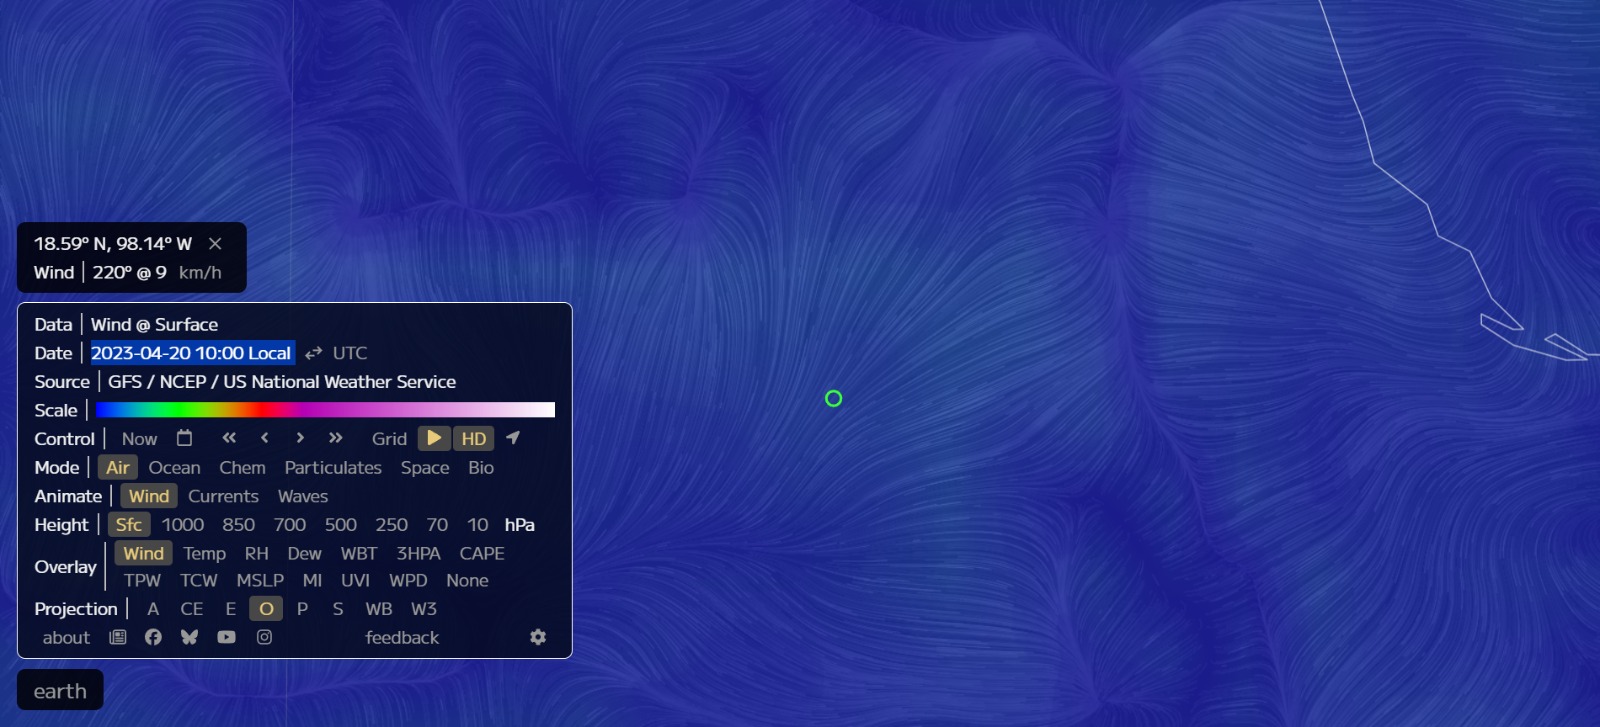 18.59° N, 98.14° W ×
Wind | 220° @ 9 km/h
Data | Wind @ Surface
Date | 2023-04-20 10:00 Local ⇄ UTC
Source | GFS / NCEP / US National Weather Service
Scale |
Control | Now « ‹ › » Grid HD
Mode | Air Ocean Chem Particulates Space Bio
Animate | Wind Currents Waves
Height | Sfc 1000 850 700 500 250 70 10 hPa
Overlay | Wind Temp RH Dew WBT 3HPA CAPE
TPW TCW MSLP MI UVI WPD None
Projection | A CE E O P S WB W3
about feedback
earth